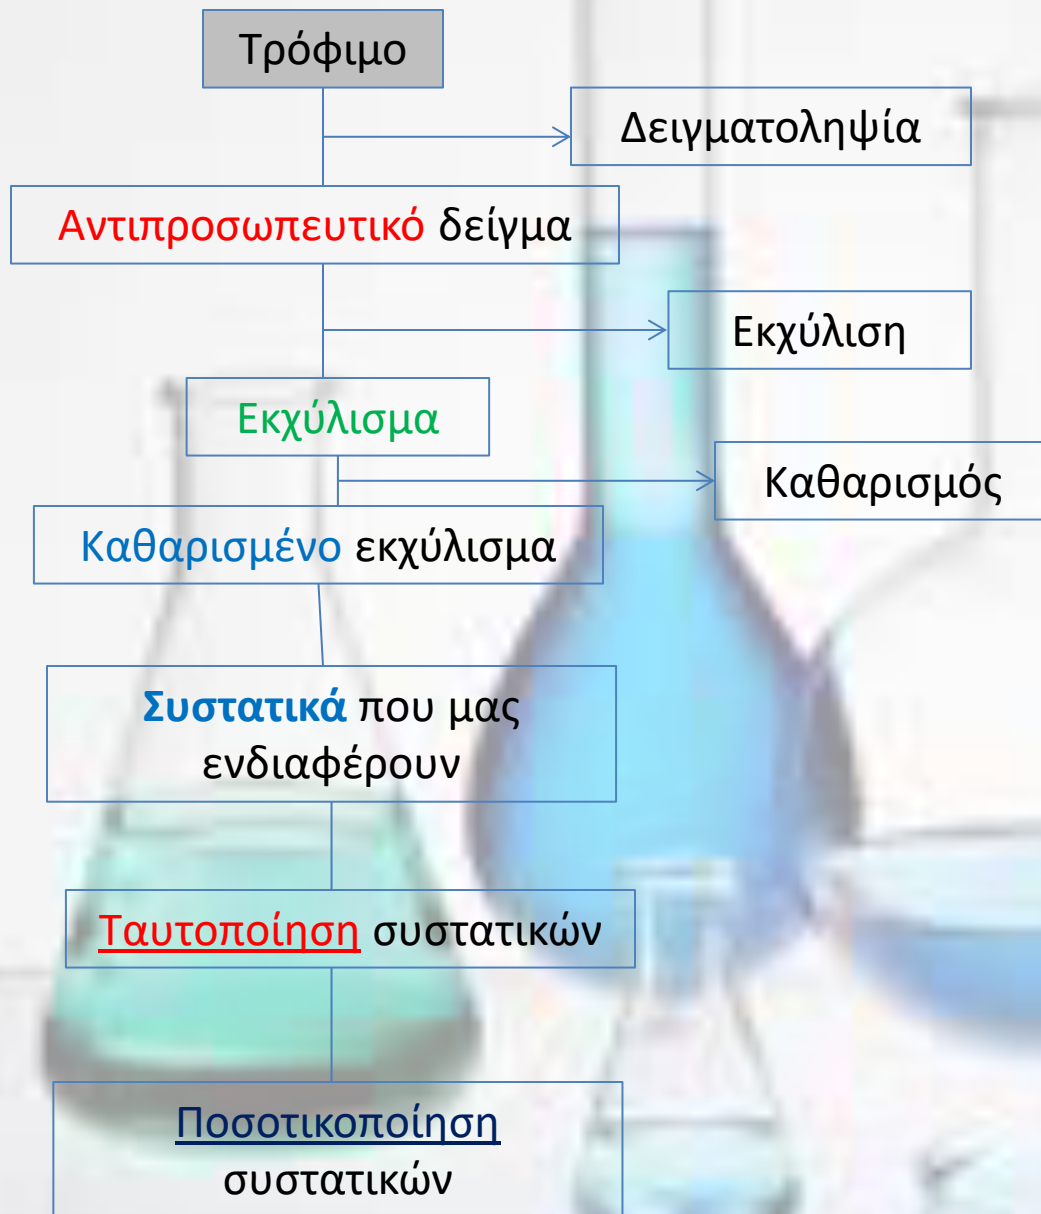 Τρόφιμο
Δειγματοληψία
Αντιπροσωπευτικό δείγμα
Εκχύλιση
Εκχύλισμα
Καθαρισμός
Καθαρισμένο εκχύλισμα
Συστατικά που μας
ενδιαφέρουν
Ταυτοποίηση συστατικών
Ποσοτικοποίηση
συστατικών